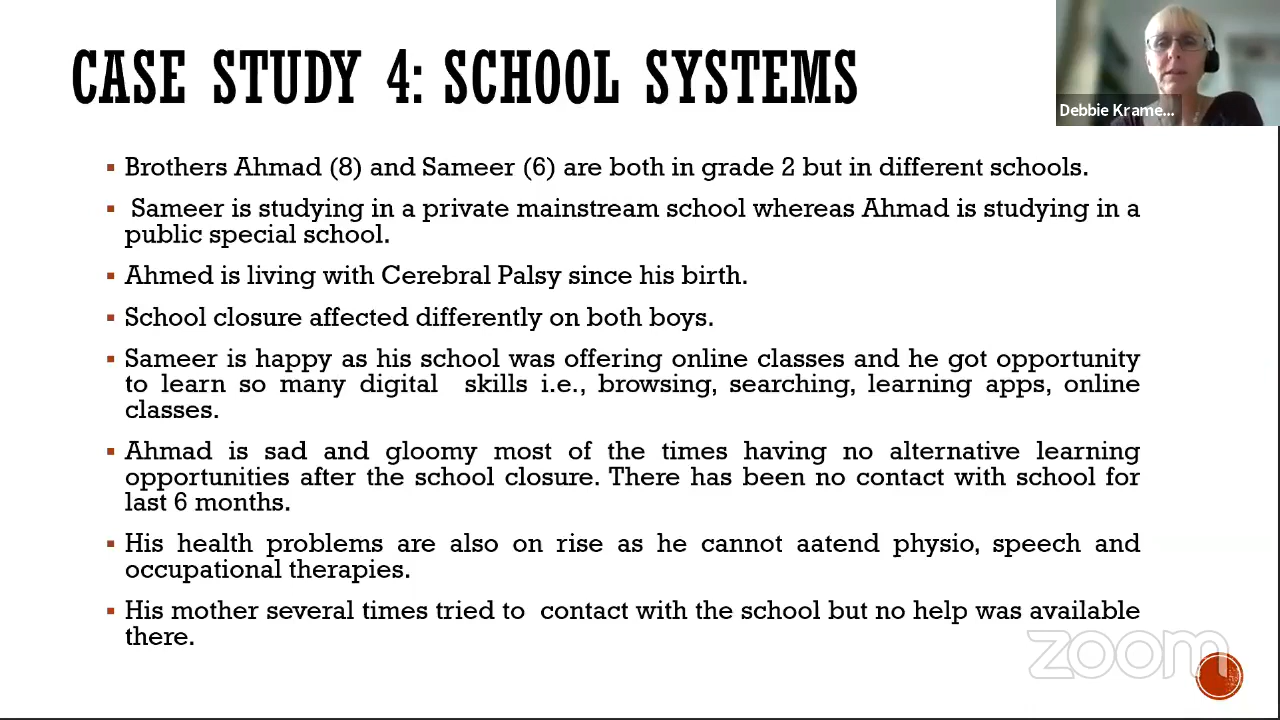 CASE STUDY 4: SCHOOL SYSTEMS
Debbie Krame...
▪ Brothers Ahmad (8) and Sameer (6) are both in grade 2 but in different schools.
▪ Sameer is studying in a private mainstream school whereas Ahmad is studying in a
public special school.
▪ Ahmed is living with Cerebral Palsy since his birth.
▪ School closure affected differently on both boys.
▪ Sameer is happy as his school was offering online classes and he got opportunity
to learn so many digital skills i.e., browsing, searching, learning apps, online
classes.
▪ Ahmad is sad and gloomy most of the times having no alternative learning
opportunities after the school closure. There has been no contact with school for
last 6 months.
▪ His health problems are also on rise as he cannot aatend physio, speech and
occupational therapies.
▪ His mother several times tried to contact with the school but no help was available
there.
zoom